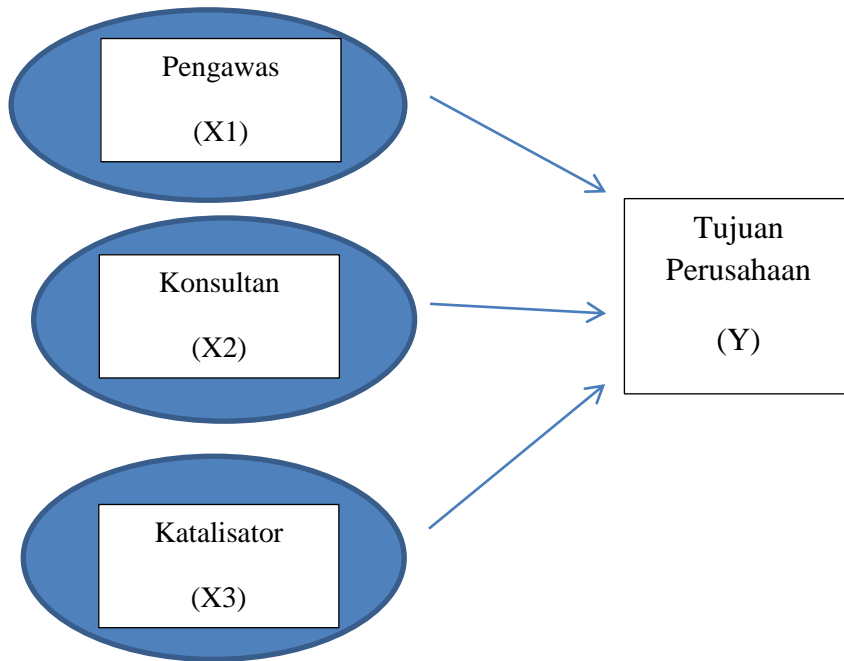 Pengawas
(X1)
Konsultan
(X2)
Katalisator
(X3)
Tujuan
Perusahaan
(Y)